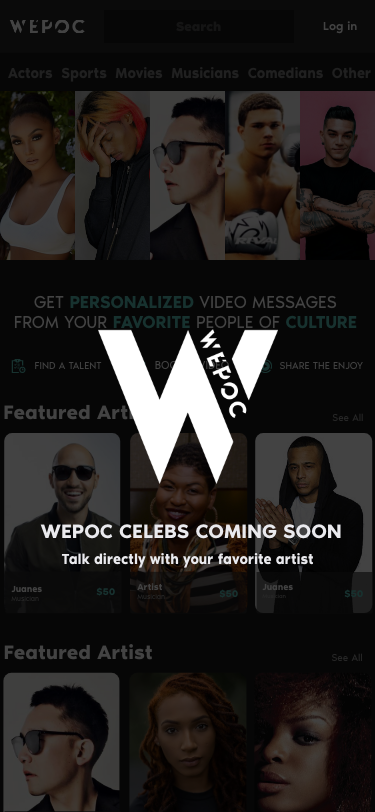 WEPOC Search Log in
Actors Sports Movies Musicians Comedians Other
GET PERSONALIZED VIDEO MESSAGES
FROM YOUR FAVORITE PEOPLE OF CULTURE
FIND A TALENT BOO SHARE THE ENJOY
WEPOC
Featured Art
See All
WEPOC CELEBS COMING SOON
Talk directly with your favorite artist
Juanes $50 Artist $50 Juanes $50
Featured Artist
See All